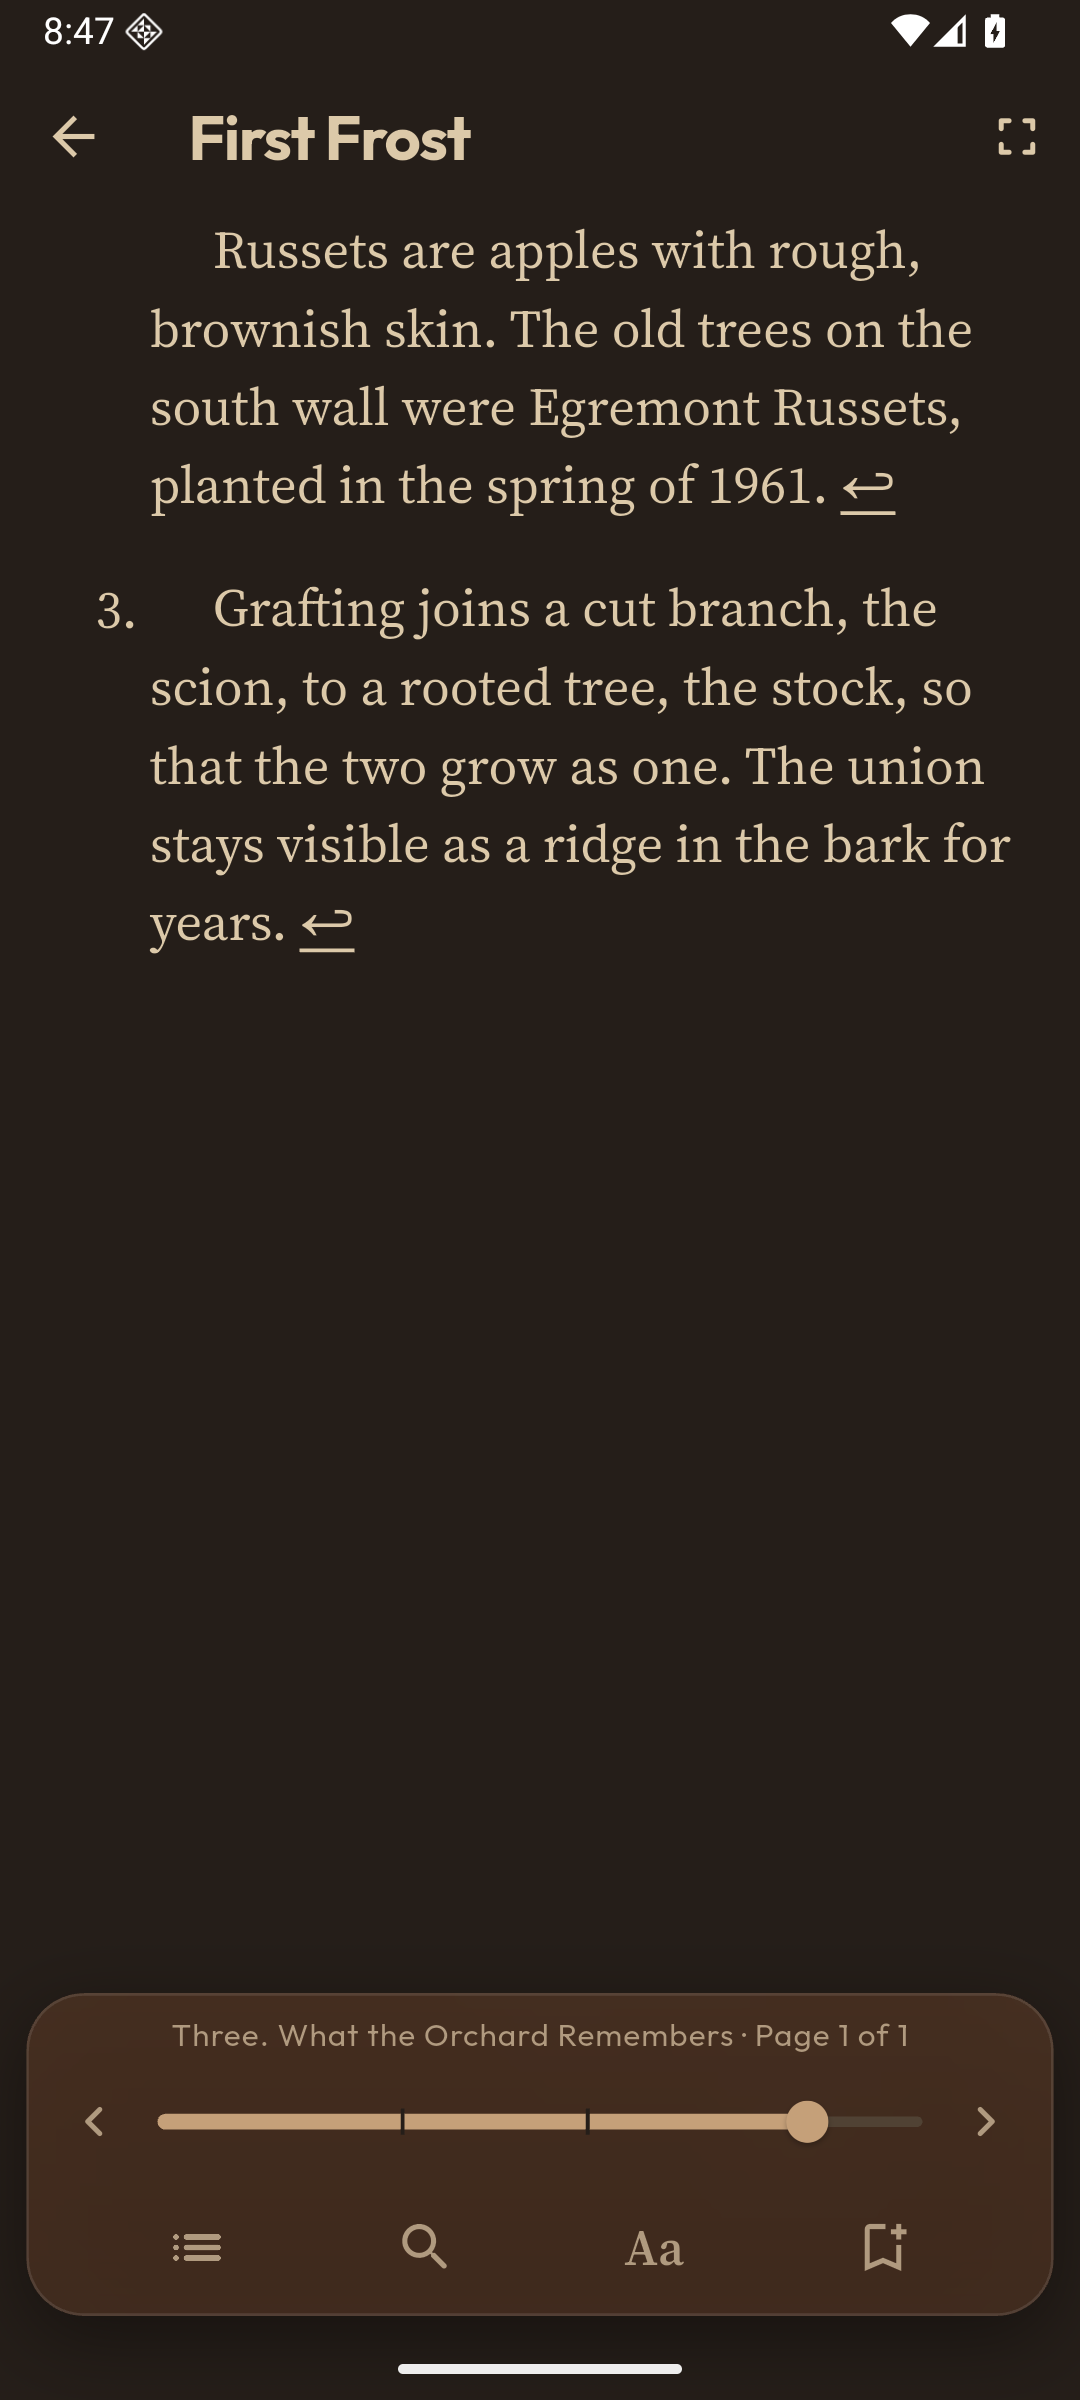 8:47
First Frost
Russets are apples with rough,
brownish skin. The old trees on the
south wall were Egremont Russets,
planted in the spring of 1961. ↩
3. Grafting joins a cut branch, the
scion, to a rooted tree, the stock, so
that the two grow as one. The union
stays visible as a ridge in the bark for
years. ↩
Three. What the Orchard Remembers · Page 1 of 1
Aa